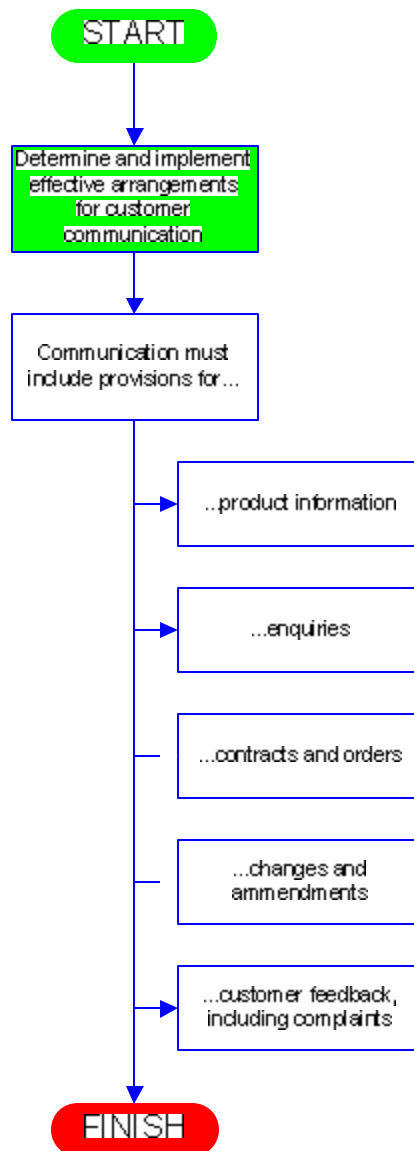 START
Determine and implement
effective arrangements
for customer
communication
Communication must
include provisions for...
...product information
...enquiries
...contracts and orders
...changes and
ammendments
...customer feedback,
including complaints
FINISH